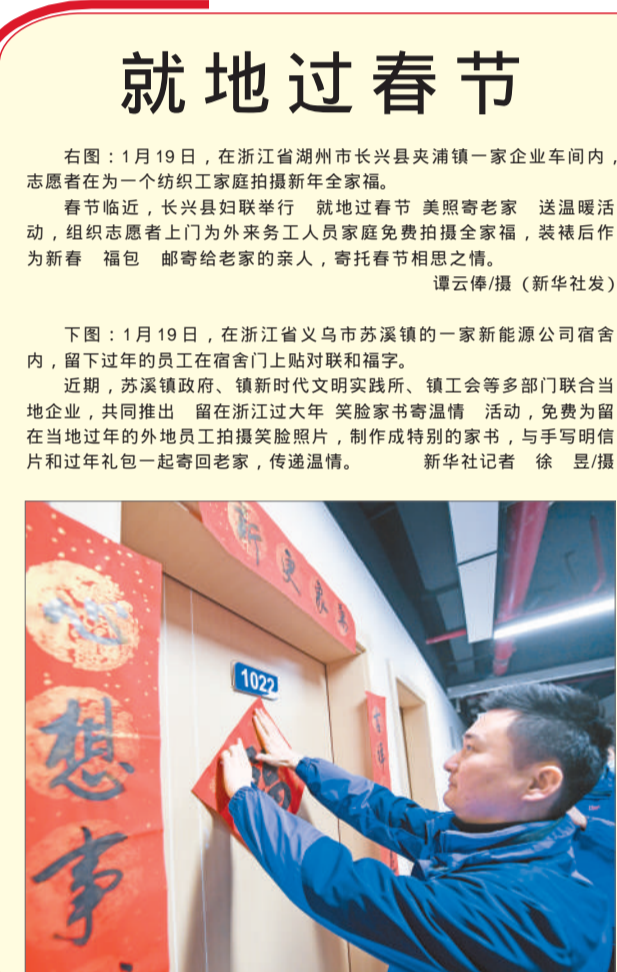 就地过春节
右图：1月19日，在浙江省湖州市长兴县夹浦镇一家企业车间内，
志愿者在为一个纺织工家庭拍摄新年全家福。
春节临近，长兴县妇联举行　就地过春节 美照寄老家　送温暖活
动，组织志愿者上门为外来务工人员家庭免费拍摄全家福，装裱后作
为新春　福包　邮寄给老家的亲人，寄托春节相思之情。
谭云俸/摄（新华社发）
下图：1月19日，在浙江省义乌市苏溪镇的一家新能源公司宿舍
内，留下过年的员工在宿舍门上贴对联和福字。
近期，苏溪镇政府、镇新时代文明实践所、镇工会等多部门联合当
地企业，共同推出　留在浙江过大年 笑脸家书寄温情　活动，免费为留
在当地过年的外地员工拍摄笑脸照片，制作成特别的家书，与手写明信
片和过年礼包一起寄回老家，传递温情。　新华社记者　徐　昱/摄
心想事
1022
福